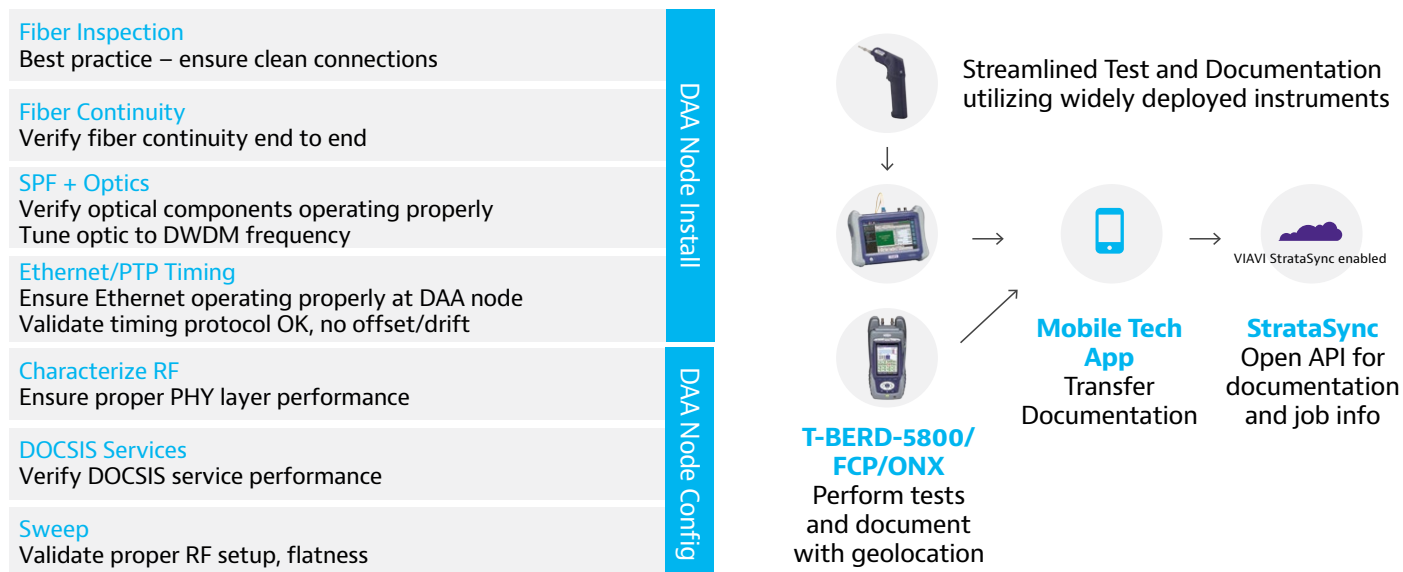 Fiber Inspection
Best practice – ensure clean connections
Fiber Continuity
Verify fiber continuity end to end
SPF + Optics
Verify optical components operating properly
Tune optic to DWDM frequency
Ethernet/PTP Timing
Ensure Ethernet operating properly at DAA node
Validate timing protocol OK, no offset/drift
DAA Node Install
Characterize RF
Ensure proper PHY layer performance
DOCSIS Services
Verify DOCSIS service performance
Sweep
Validate proper RF setup, flatness
DAA Node Config
Streamlined Test and Documentation
utilizing widely deployed instruments
VIAVI StrataSync enabled
T-BERD-5800/
FCP/ONX
Perform tests
and document
with geolocation
Mobile Tech
App
Transfer
Documentation
StrataSync
Open API for
documentation
and job info